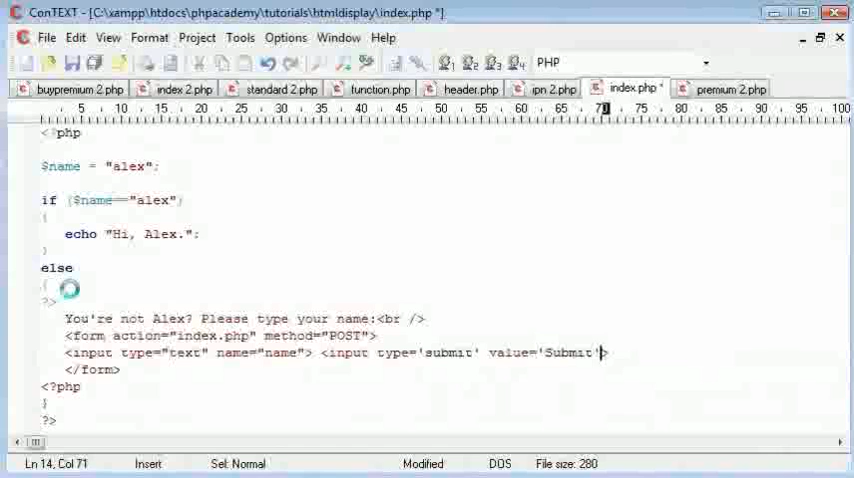 ConTEXT - [C:\xampp\htdocs\phpacademy\tutorials\htmldisplay\index.php *]
File Edit View Format Project Tools Options Window Help
1 2 3 4 PHP
buypremium 2.php index 2.php standard 2.php function.php header.php ipn 2.php index.php * premium 2.php
5 10 15 20 25 30 35 40 45 50 55 60 65 70 75 80 85 90 95 100
<?php
$name = "alex";
if ($name=="alex")
{
echo "Hi, Alex.";
}
else
{
?>
You're not Alex? Please type your name:<br />
<form action="index.php" method="POST">
<input type="text" name="name"> <input type='submit' value='Submit'>
</form>
<?php
}
?>
Ln 14, Col 71 Insert Sel: Normal Modified DOS File size: 280